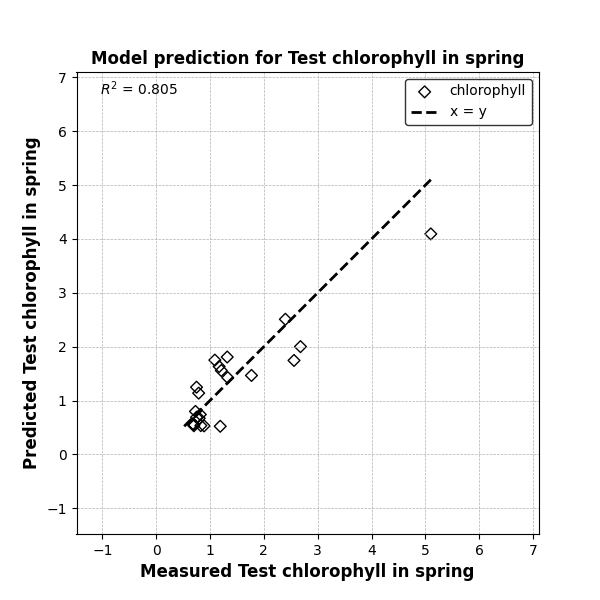 Model prediction for Test chlorophyll in spring
R² = 0.805
chlorophyll
x = y
Predicted Test chlorophyll in spring
7
6
5
4
3
2
1
0
−1
−1 0 1 2 3 4 5 6 7
Measured Test chlorophyll in spring